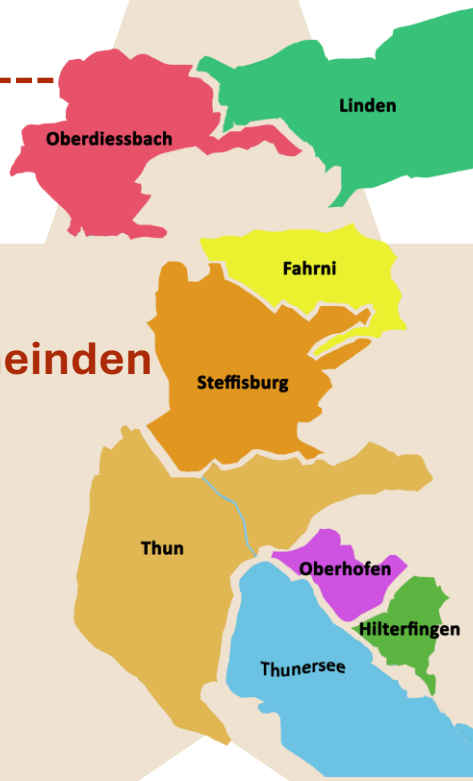 Linden
Oberdiessbach
Fahrni
einden
Steffisburg
Thun
Oberhofen
Hilterfingen
Thunersee